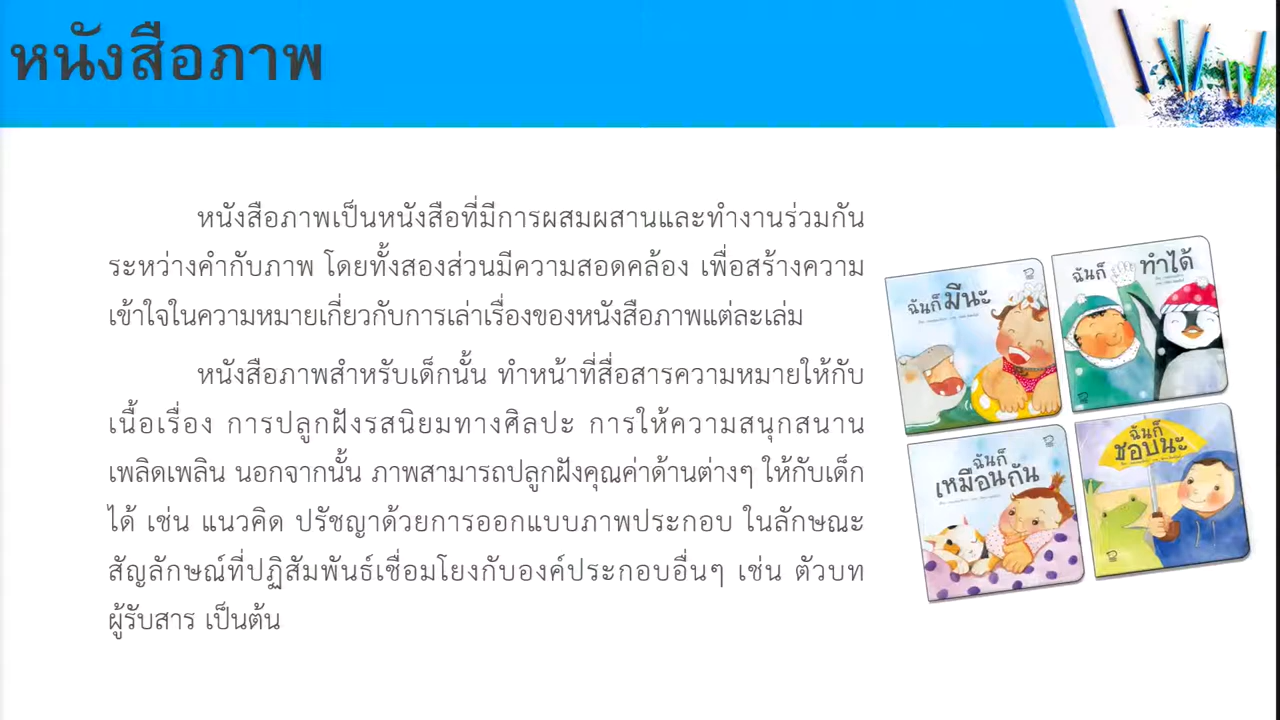 หนังสือภาพ
หนังสือภาพเป็นหนังสือที่มีการผสมผสานและทำงานร่วมกัน
ระหว่างคำกับภาพ โดยทั้งสองส่วนมีความสอดคล้อง เพื่อสร้างความ
เข้าใจในความหมายเกี่ยวกับการเล่าเรื่องของหนังสือภาพแต่ละเล่ม
หนังสือภาพสำหรับเด็กนั้น ทำหน้าที่สื่อสารความหมายให้กับ
เนื้อเรื่อง การปลูกฝังรสนิยมทางศิลปะ การให้ความสนุกสนาน
เพลิดเพลิน นอกจากนั้น ภาพสามารถปลูกฝังคุณค่าด้านต่างๆ ให้กับเด็ก
ได้ เช่น แนวคิด ปรัชญาด้วยการออกแบบภาพประกอบ ในลักษณะ
สัญลักษณ์ที่ปฏิสัมพันธ์เชื่อมโยงกับองค์ประกอบอื่นๆ เช่น ตัวบท
ผู้รับสาร เป็นต้น
ฉันก็มีนะ
ฉันก็ทำได้
ฉันก็
เหมือนกัน
ฉันก็
ชอบนะ